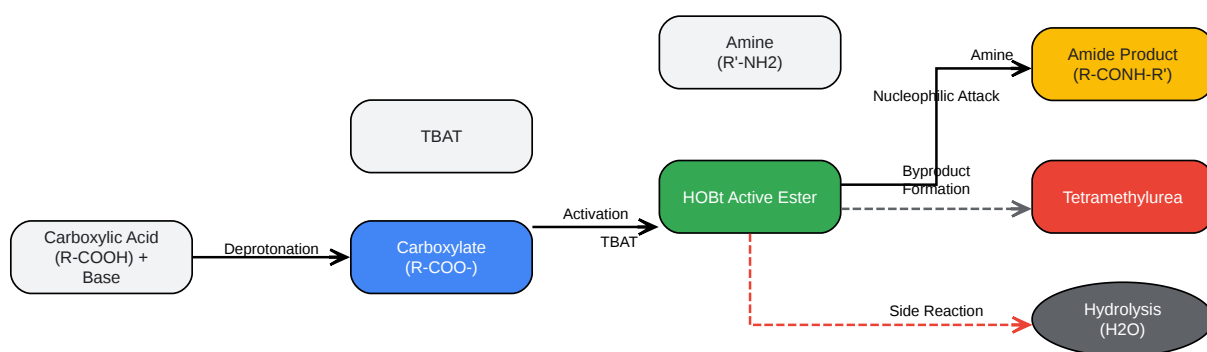 Amine
(R'-NH2)
Amine
Amide Product
(R-CONH-R')
Nucleophilic Attack
TBAT
HOBt Active Ester
Byproduct
Formation
Tetramethylurea
Carboxylic Acid
(R-COOH) +
Base
Deprotonation
Carboxylate
(R-COO-)
Activation
TBAT
Side Reaction
Hydrolysis
(H2O)